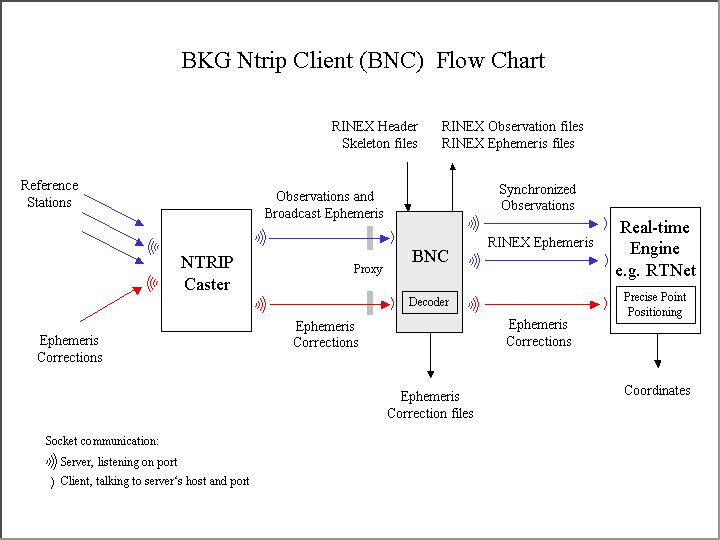 BKG Ntrip Client (BNC)  Flow Chart
RINEX Header
Skeleton files
RINEX Observation files
RINEX Ephemeris files
Reference
Stations
Observations and
Broadcast Ephemeris
Synchronized
Observations
NTRIP
Caster
Proxy
BNC
Decoder
RINEX Ephemeris
Real-time
Engine
e.g. RTNet
Precise Point
Positioning
Ephemeris
Corrections
Ephemeris
Corrections
Ephemeris
Corrections
Ephemeris
Correction files
Coordinates
Socket communication:
Server, listening on port
Client, talking to server‘s host and port